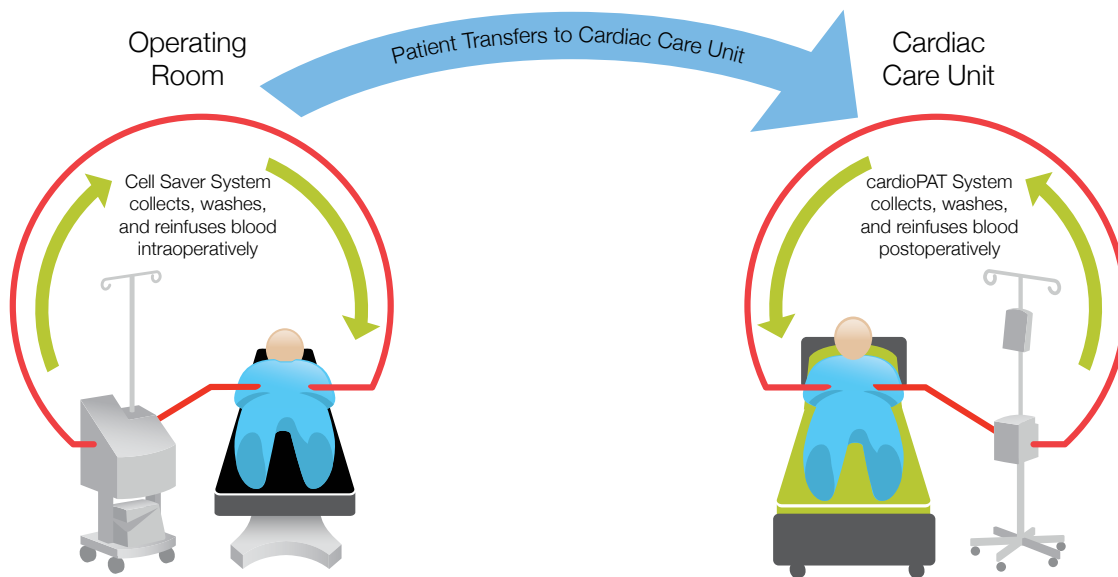 Operating
Room
Patient Transfers to Cardiac Care Unit
Cardiac
Care Unit
Cell Saver System
collects, washes,
and reinfuses blood
intraoperatively
cardioPAT System
collects, washes,
and reinfuses blood
postoperatively